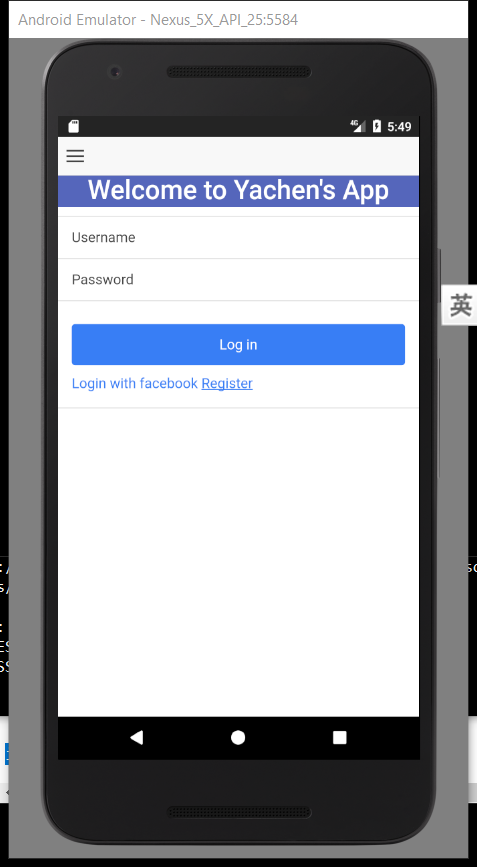 Android Emulator - Nexus_5X_API_25:5584
4G 5:49
Welcome to Yachen's App
Username
英
Password
Log in
Login with facebook Register